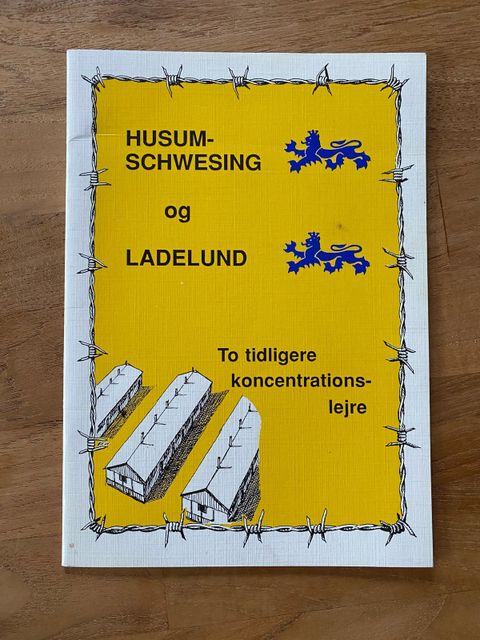 HUSUM-
SCHWESING
og
LADELUND
To tidligere
koncentrations-
lejre